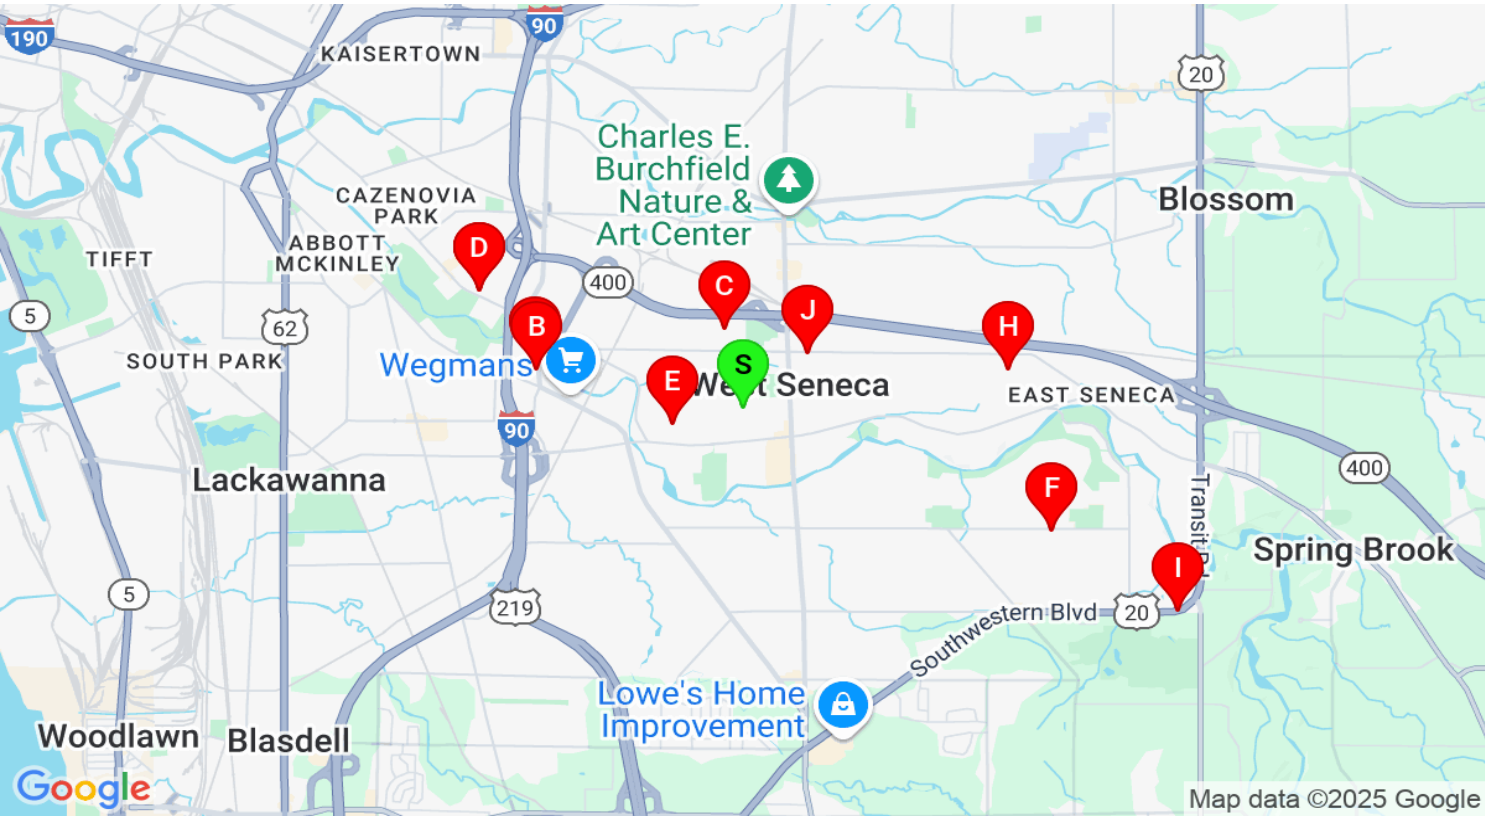 190
90
KAISERTOWN
20
Charles E.
Burchfield
Nature &
Art Center
CAZENOVIA
PARK
Blossom
ABBOTT
MCKINLEY
TIFFT
D
400
C
J
H
5
62
B
Wegmans
SOUTH PARK
S
E
West Seneca
EAST SENECA
90
Lackawanna
400
F
Transit Rd
Spring Brook
I
5
219
20
Southwestern Blvd
Lowe's Home
Improvement
Woodlawn
Blasdell
Google
Map data ©2025 Google